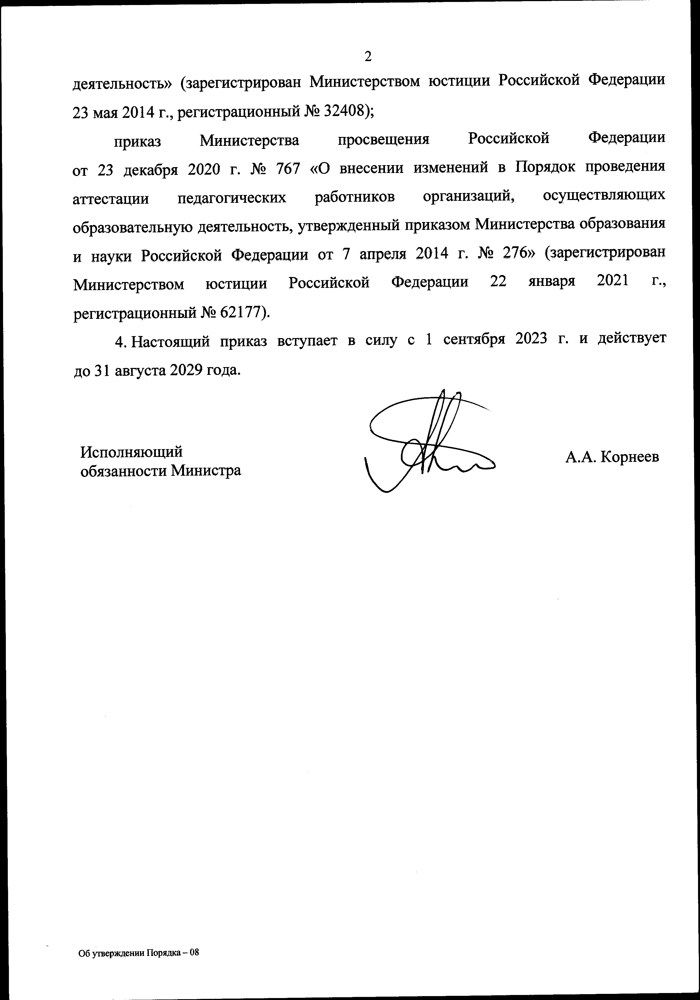 2
деятельность» (зарегистрирован Министерством юстиции Российской Федерации
23 мая 2014 г., регистрационный № 32408);
приказ Министерства просвещения Российской Федерации
от 23 декабря 2020 г. № 767 «О внесении изменений в Порядок проведения
аттестации педагогических работников организаций, осуществляющих
образовательную деятельность, утвержденный приказом Министерства образования
и науки Российской Федерации от 7 апреля 2014 г. № 276» (зарегистрирован
Министерством юстиции Российской Федерации 22 января 2021 г.,
регистрационный № 62177).
4. Настоящий приказ вступает в силу с 1 сентября 2023 г. и действует
до 31 августа 2029 года.
Исполняющий
обязанности Министра
А.А. Корнеев
Об утверждении Порядка – 08